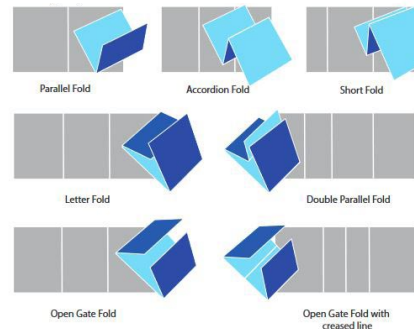 Parallel Fold
Accordion Fold
Short Fold
Letter Fold
Double Parallel Fold
Open Gate Fold
Open Gate Fold with
creased line